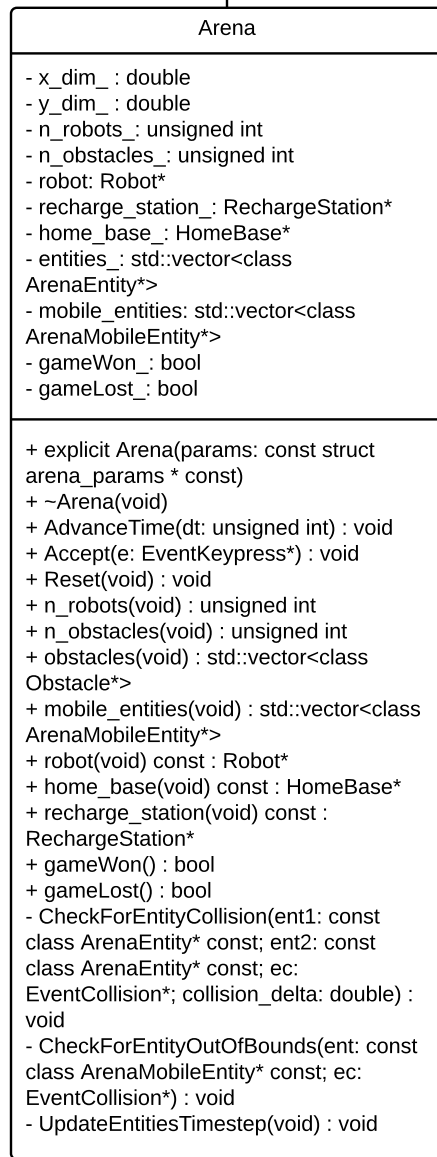 Arena
- x_dim_ : double
- y_dim_ : double
- n_robots_: unsigned int
- n_obstacles_: unsigned int
- robot: Robot*
- recharge_station_: RechargeStation*
- home_base_: HomeBase*
- entities_: std::vector<class
ArenaEntity*>
- mobile_entities: std::vector<class
ArenaMobileEntity*>
- gameWon_: bool
- gameLost_: bool
+ explicit Arena(params: const struct
arena_params * const)
+ ~Arena(void)
+ AdvanceTime(dt: unsigned int) : void
+ Accept(e: EventKeypress*) : void
+ Reset(void) : void
+ n_robots(void) : unsigned int
+ n_obstacles(void) : unsigned int
+ obstacles(void) : std::vector<class
Obstacle*>
+ mobile_entities(void) : std::vector<class
ArenaMobileEntity*>
+ robot(void) const : Robot*
+ home_base(void) const : HomeBase*
+ recharge_station(void) const :
RechargeStation*
+ gameWon() : bool
+ gameLost() : bool
- CheckForEntityCollision(ent1: const
class ArenaEntity* const; ent2: const
class ArenaEntity* const; ec:
EventCollision*; collision_delta: double) :
void
- CheckForEntityOutOfBounds(ent: const
class ArenaMobileEntity* const; ec:
EventCollision*) : void
- UpdateEntitiesTimestep(void) : void